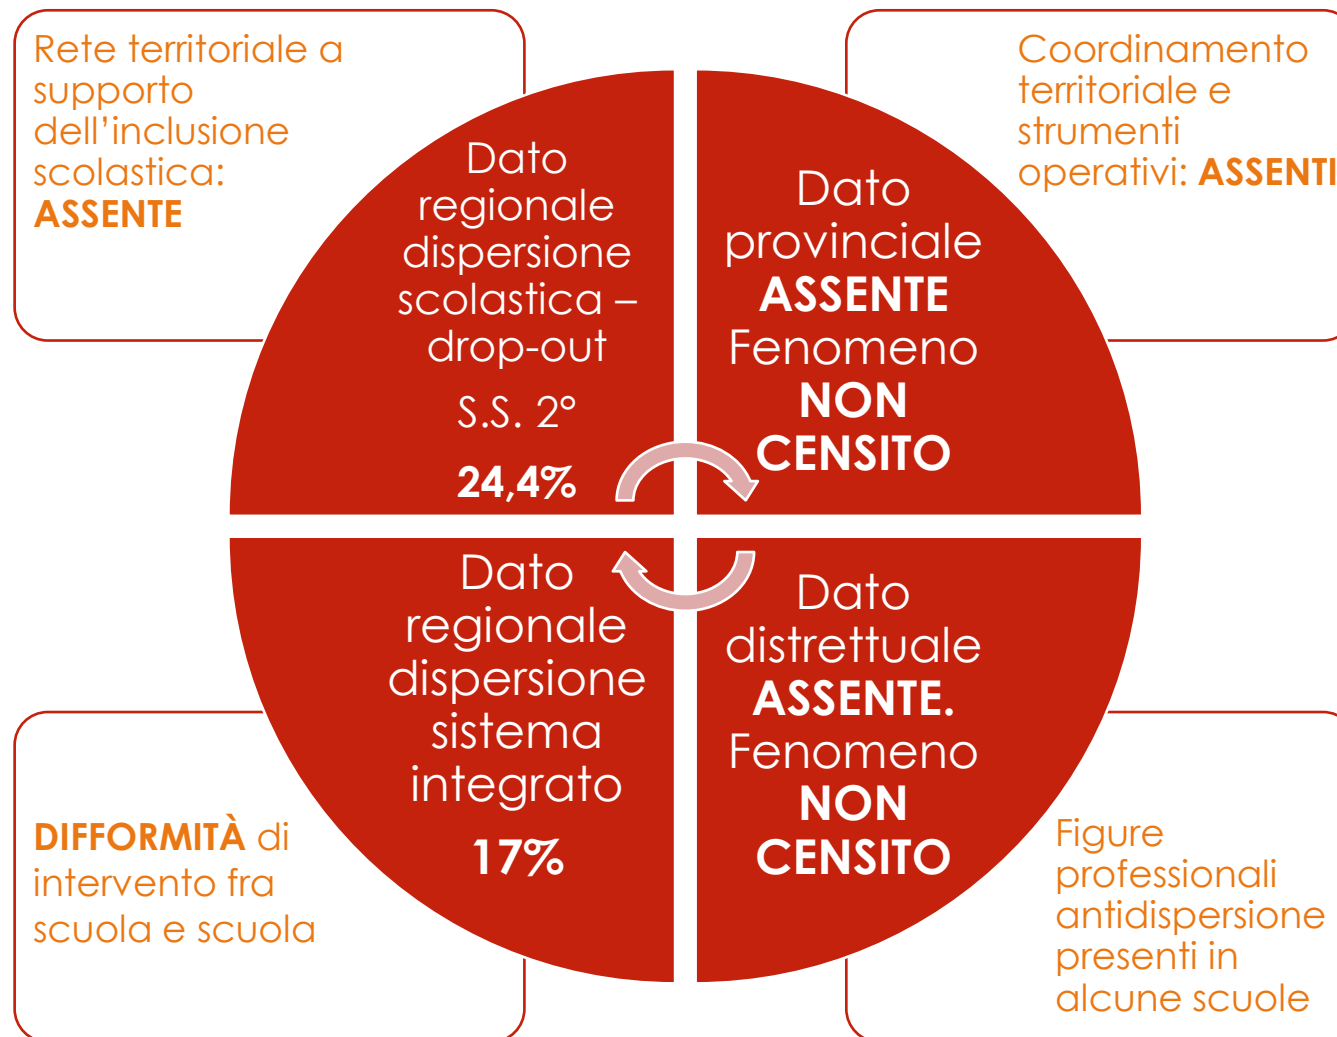 Rete territoriale a
supporto
dell’inclusione
scolastica:
ASSENTE
Coordinamento
territoriale e
strumenti
operativi: ASSENTI
Dato
regionale
dispersione
scolastica –
drop-out
S.S. 2°
24,4%
Dato
provinciale
ASSENTE
Fenomeno
NON
CENSITO
Dato
regionale
dispersione
sistema
integrato
17%
Dato
distrettuale
ASSENTE.
Fenomeno
NON
CENSITO
DIFFORMITÀ di
intervento fra
scuola e scuola
Figure
professionali
antidispersione
presenti in
alcune scuole